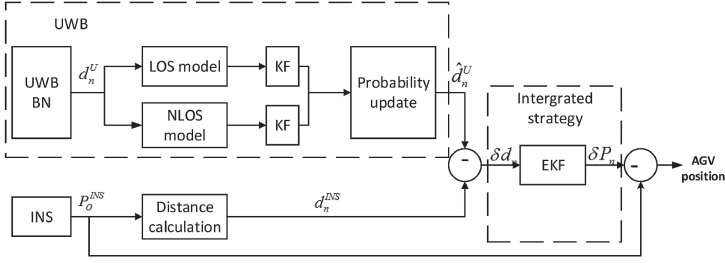 UWB
UWB
BN
d_n^U
LOS model
KF
NLOS
model
KF
Probability
update
\hat{d}_n^U
Intergrated
strategy
-
δd_n
EKF
δP_n
-
AGV
position
INS
P_O^{INS}
Distance
calculation
d_n^{INS}